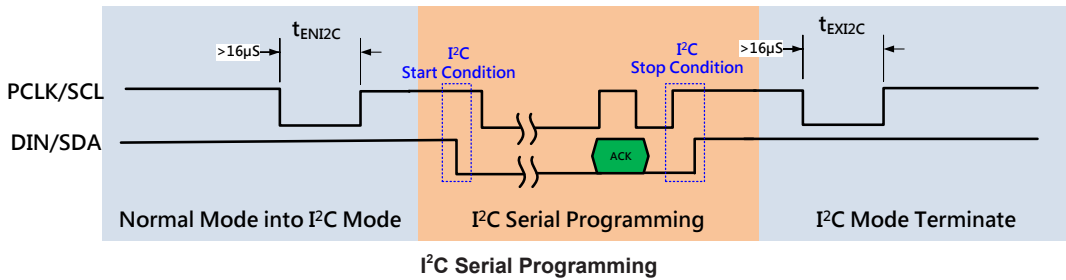 tENI2C
>16μS
I²C
Start Condition
I²C
Stop Condition
tEXI2C
>16μS
PCLK/SCL
DIN/SDA
ACK
Normal Mode into I²C Mode
I²C Serial Programming
I²C Mode Terminate
I²C Serial Programming